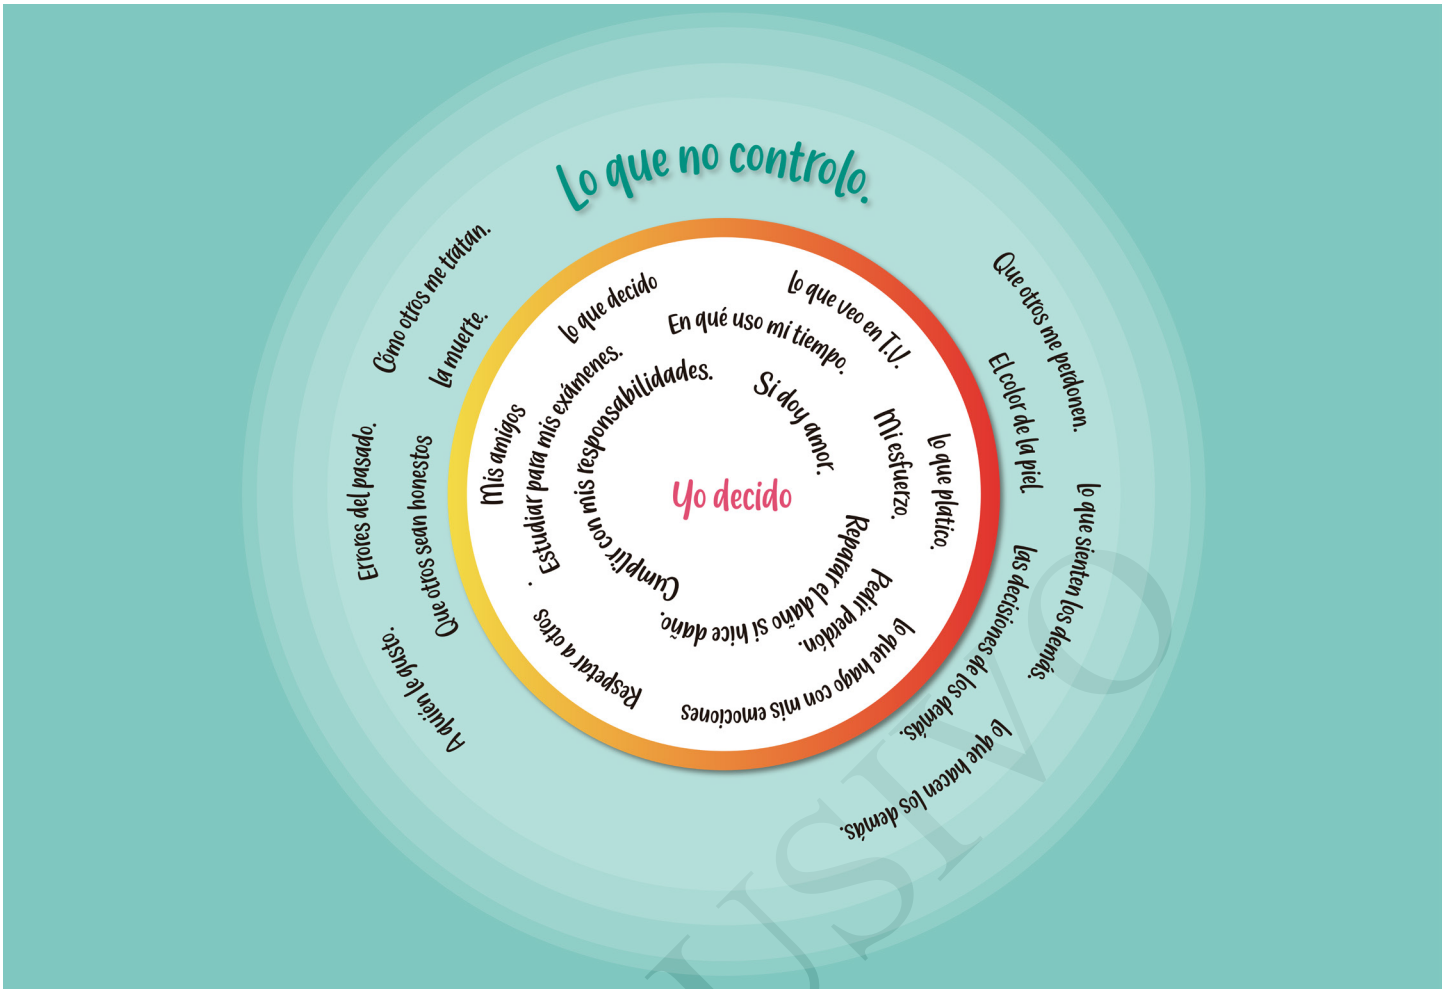 Lo que no controlo.
Cómo otros me tratan.
La muerte.
Errores del pasado.
Que otros sean honestos
A quién le gusto.
Que otros me perdonen.
El color de la piel.
Lo que sienten los demás.
Las decisiones de los demás.
Lo que hacen los demás.
Lo que decido
Lo que veo en T.V.
En qué uso mi tiempo.
Mis amigos
Estudiar para mis exámenes.
Cumplir con mis responsabilidades.
Si doy amor.
Mi esfuerzo.
Lo que platico.
Yo decido
Reparar el daño si hice daño.
Pedir perdón.
Lo que hago con mis emociones
Respetar a otros
.
USIVO